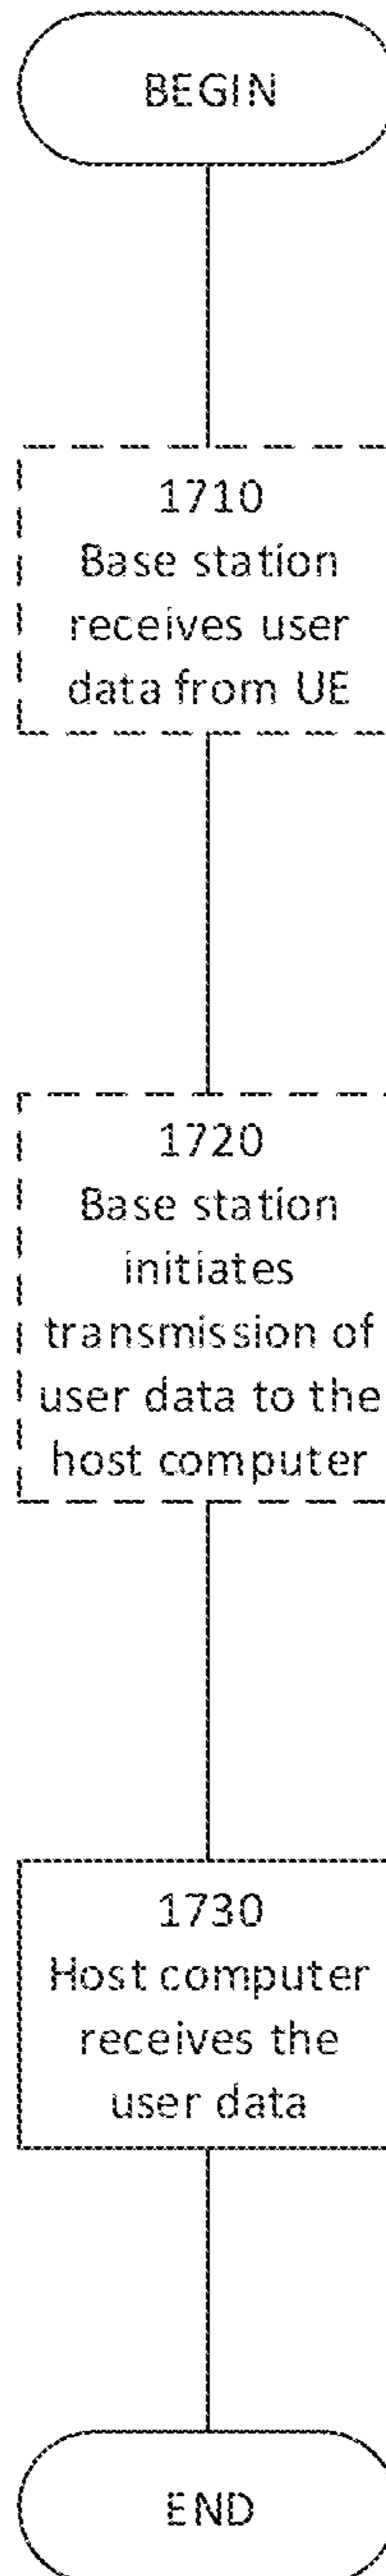 BEGIN
1710
Base station
receives user
data from UE
1720
Base station
initiates
transmission of
user data to the
host computer
1730
Host computer
receives the
user data
END